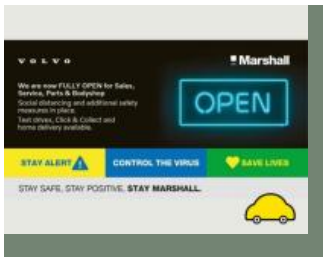 VOLVO
Marshall
We are now FULLY OPEN for Sales,
Service, Parts & Bodyshop
Social distancing and additional safety
measures in place.
Test drives, Click & Collect and
home delivery available.
OPEN
STAY ALERT
CONTROL THE VIRUS
SAVE LIVES
STAY SAFE, STAY POSITIVE, STAY MARSHALL.